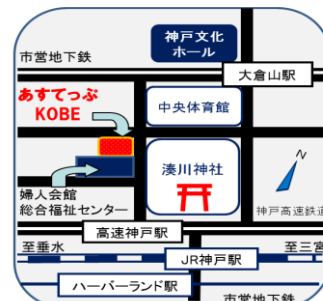 神戸文化
ホール
市営地下鉄
大倉山駅
あすてっぷ
KOBE
中央体育館
湊川神社
N
婦人会館
総合福祉センター
神戸高速鉄道
高速神戸駅
至垂水
至三宮
JR神戸駅
ハーバーランド駅
市営地下鉄